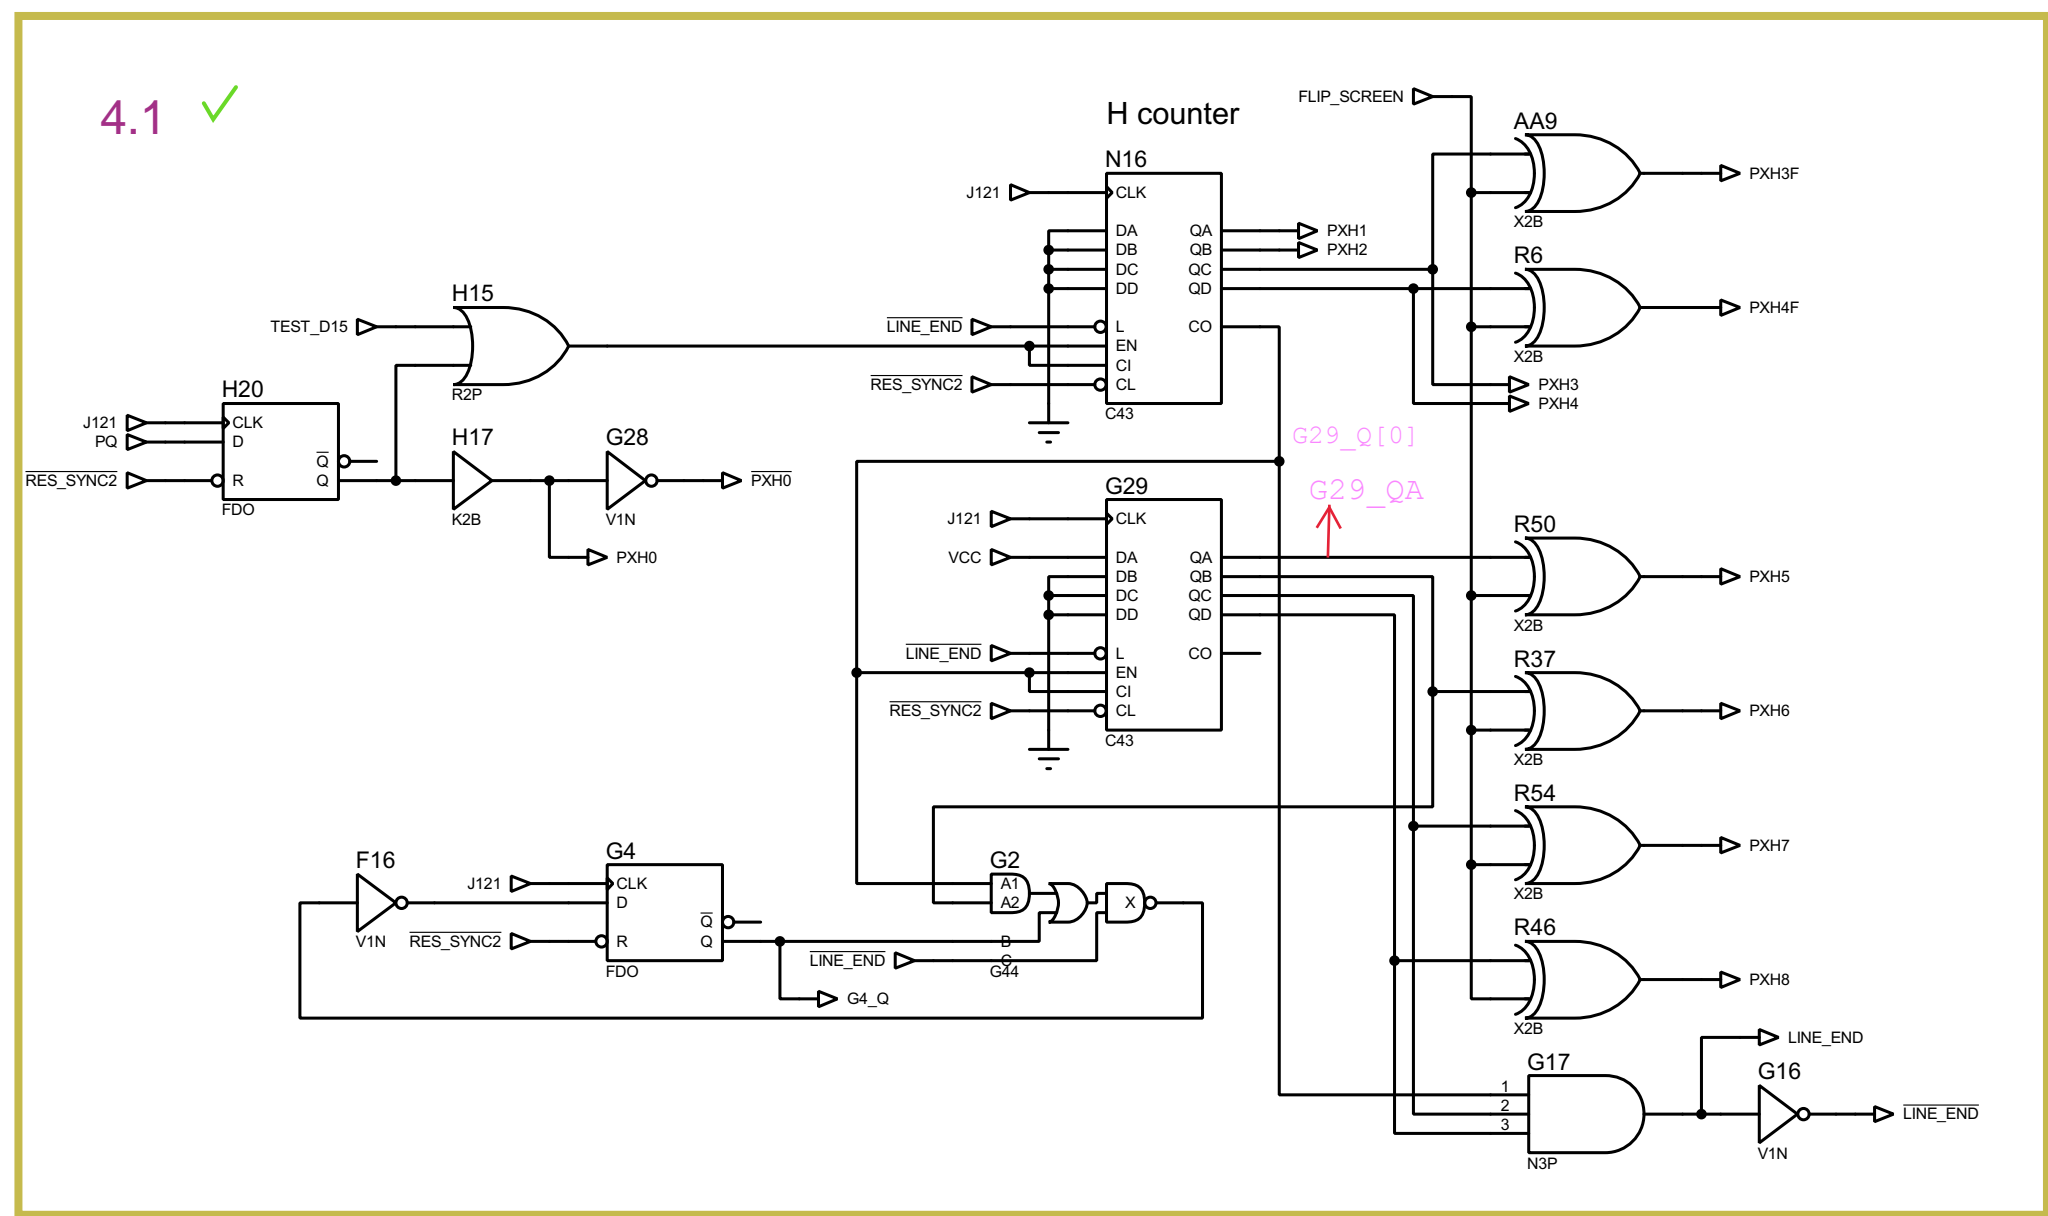 4.1
H counter
FLIP_SCREEN
AA9
X2B
PXH3F
N16
J121
CLK
DA QA PXH1
DB QB PXH2
DC QC
DD QD
LINE_END L CO
EN
CI
RES_SYNC2 CL
C43
R6
X2B
PXH4F
PXH3
PXH4
H15
TEST_D15
R2P
H20
J121 CLK
PQ D
Q
RES_SYNC2 R Q
FDO
H17
K2B
G28
V1N
PXH0
PXH0
G29_Q[0]
G29_QA
G29
J121 CLK
VCC DA QA
DB QB
DC QC
DD QD
LINE_END L CO
EN
CI
RES_SYNC2 CL
C43
R50
X2B
PXH5
R37
X2B
PXH6
R54
X2B
PXH7
R46
X2B
PXH8
F16
V1N
G4
J121 CLK
D
Q
RES_SYNC2 R Q
FDO
G4_Q
G2
A1
A2
X
B
LINE_END C
G44
G17
1
2
3
N3P
LINE_END
G16
V1N
LINE_END